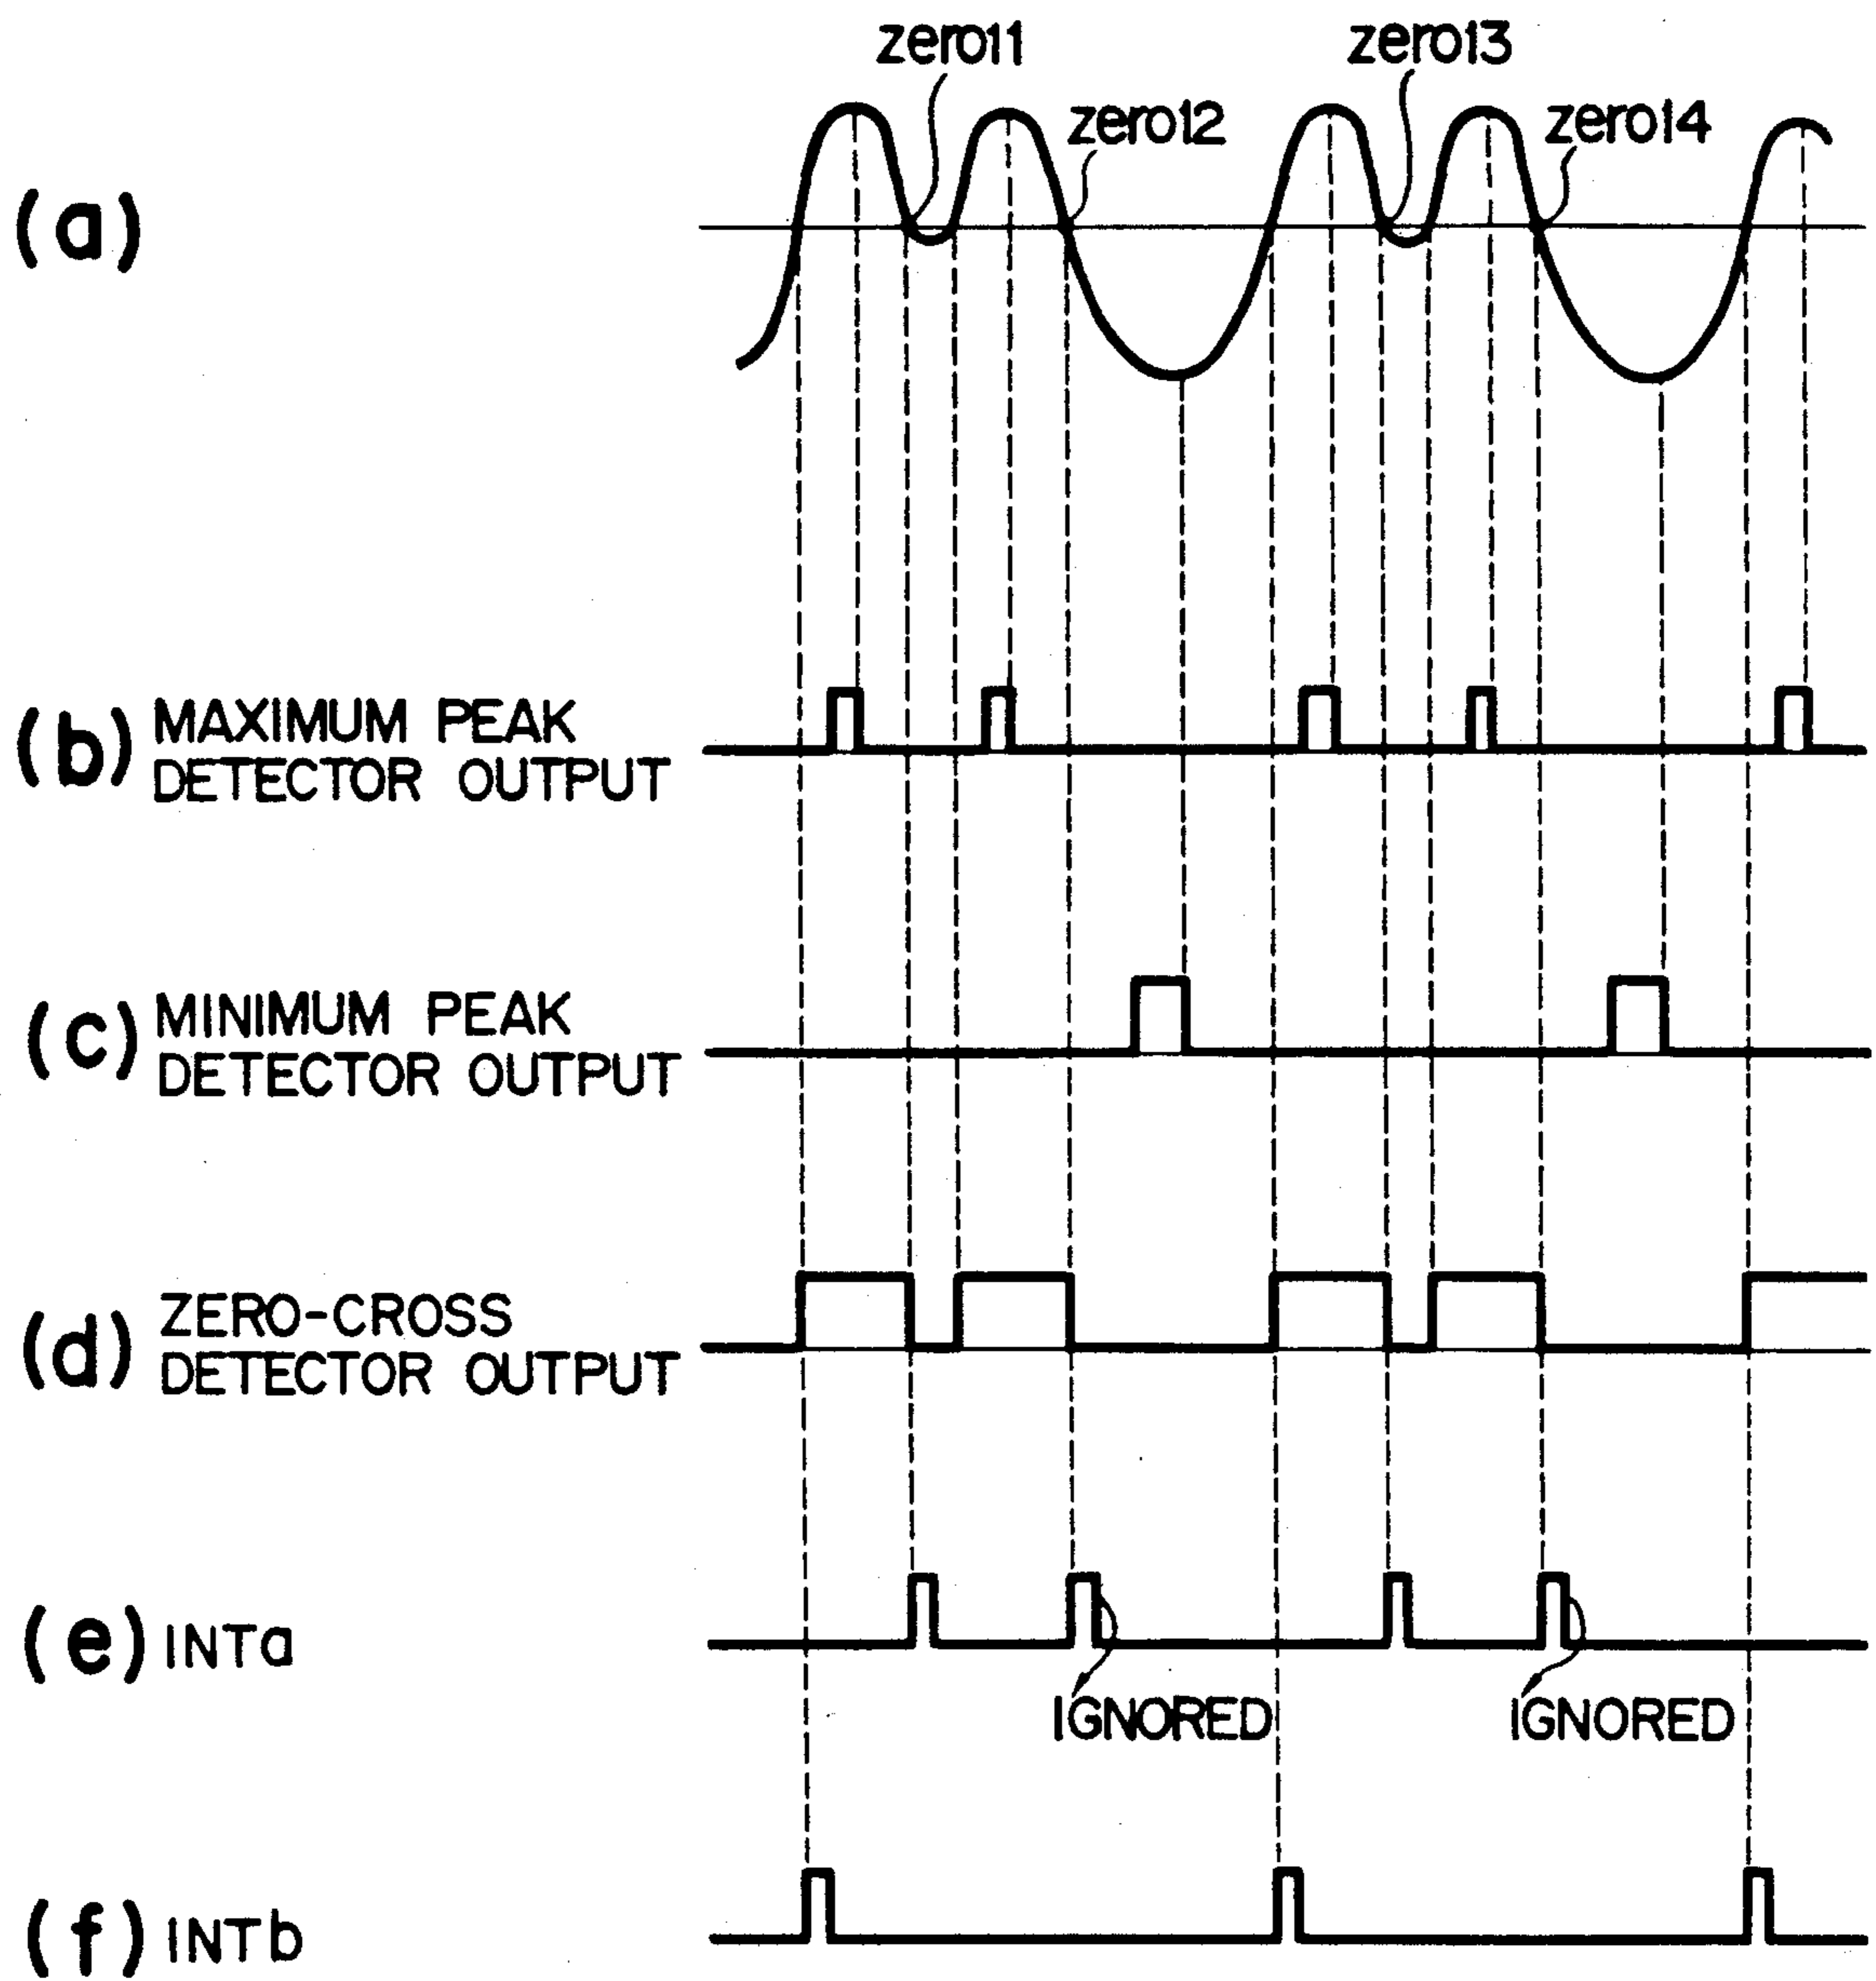 zero11 zero13
zero12 zero14
(a)
(b) MAXIMUM PEAK
DETECTOR OUTPUT
(c) MINIMUM PEAK
DETECTOR OUTPUT
(d) ZERO-CROSS
DETECTOR OUTPUT
(e) INTa
IGNORED IGNORED
(f) INTb